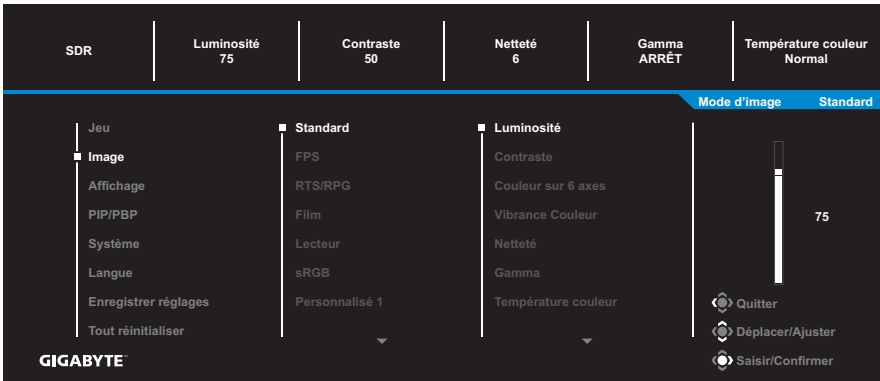 SDR
Luminosité
75
Contraste
50
Netteté
6
Gamma
ARRÊT
Température couleur
Normal
Mode d'image Standard
Jeu
Image
Affichage
PIP/PBP
Système
Langue
Enregistrer réglages
Tout réinitialiser
Standard
FPS
RTS/RPG
Film
Lecteur
sRGB
Personnalisé 1
Luminosité
Contraste
Couleur sur 6 axes
Vibrance Couleur
Netteté
Gamma
Température couleur
75
Quitter
Déplacer/Ajuster
Saisir/Confirmer
GIGABYTE™